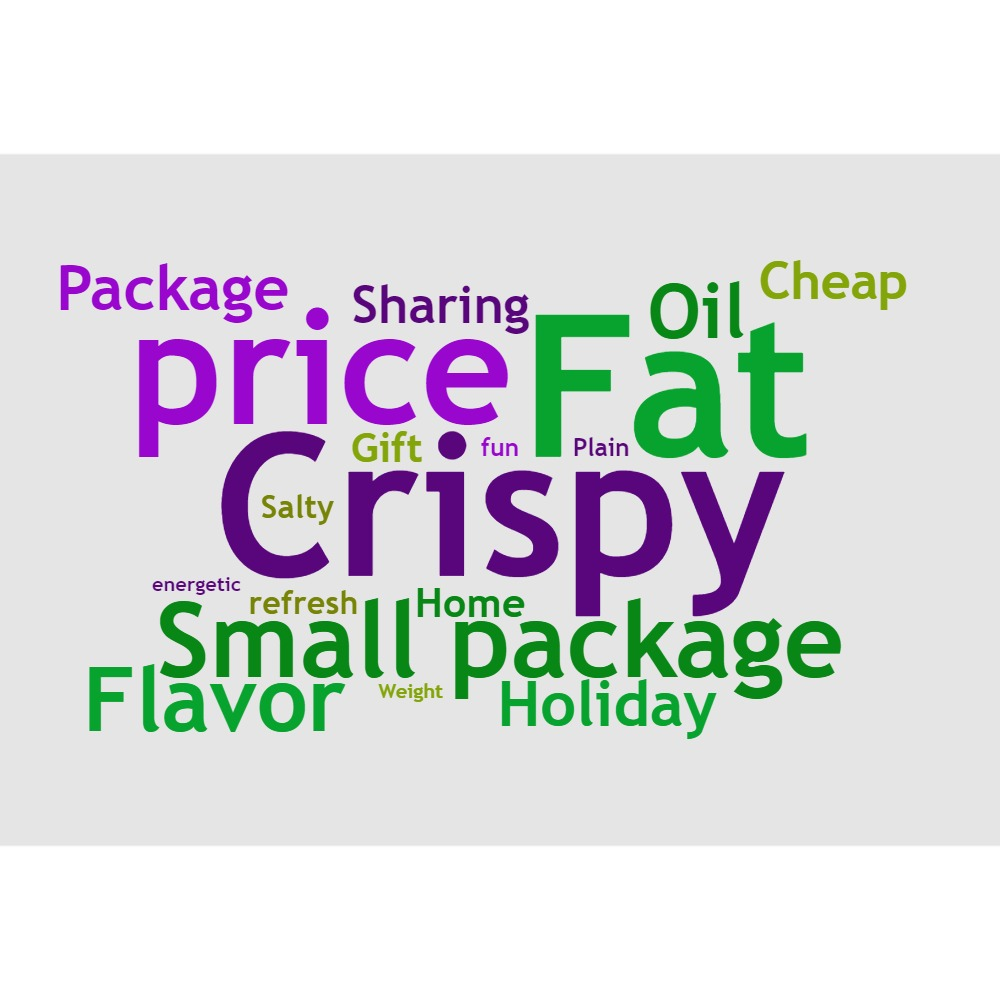 Package
Sharing
Oil
Cheap
price
Fat
Gift
fun
Plain
Crispy
Salty
energetic
refresh
Home
Small package
Flavor
Weight
Holiday